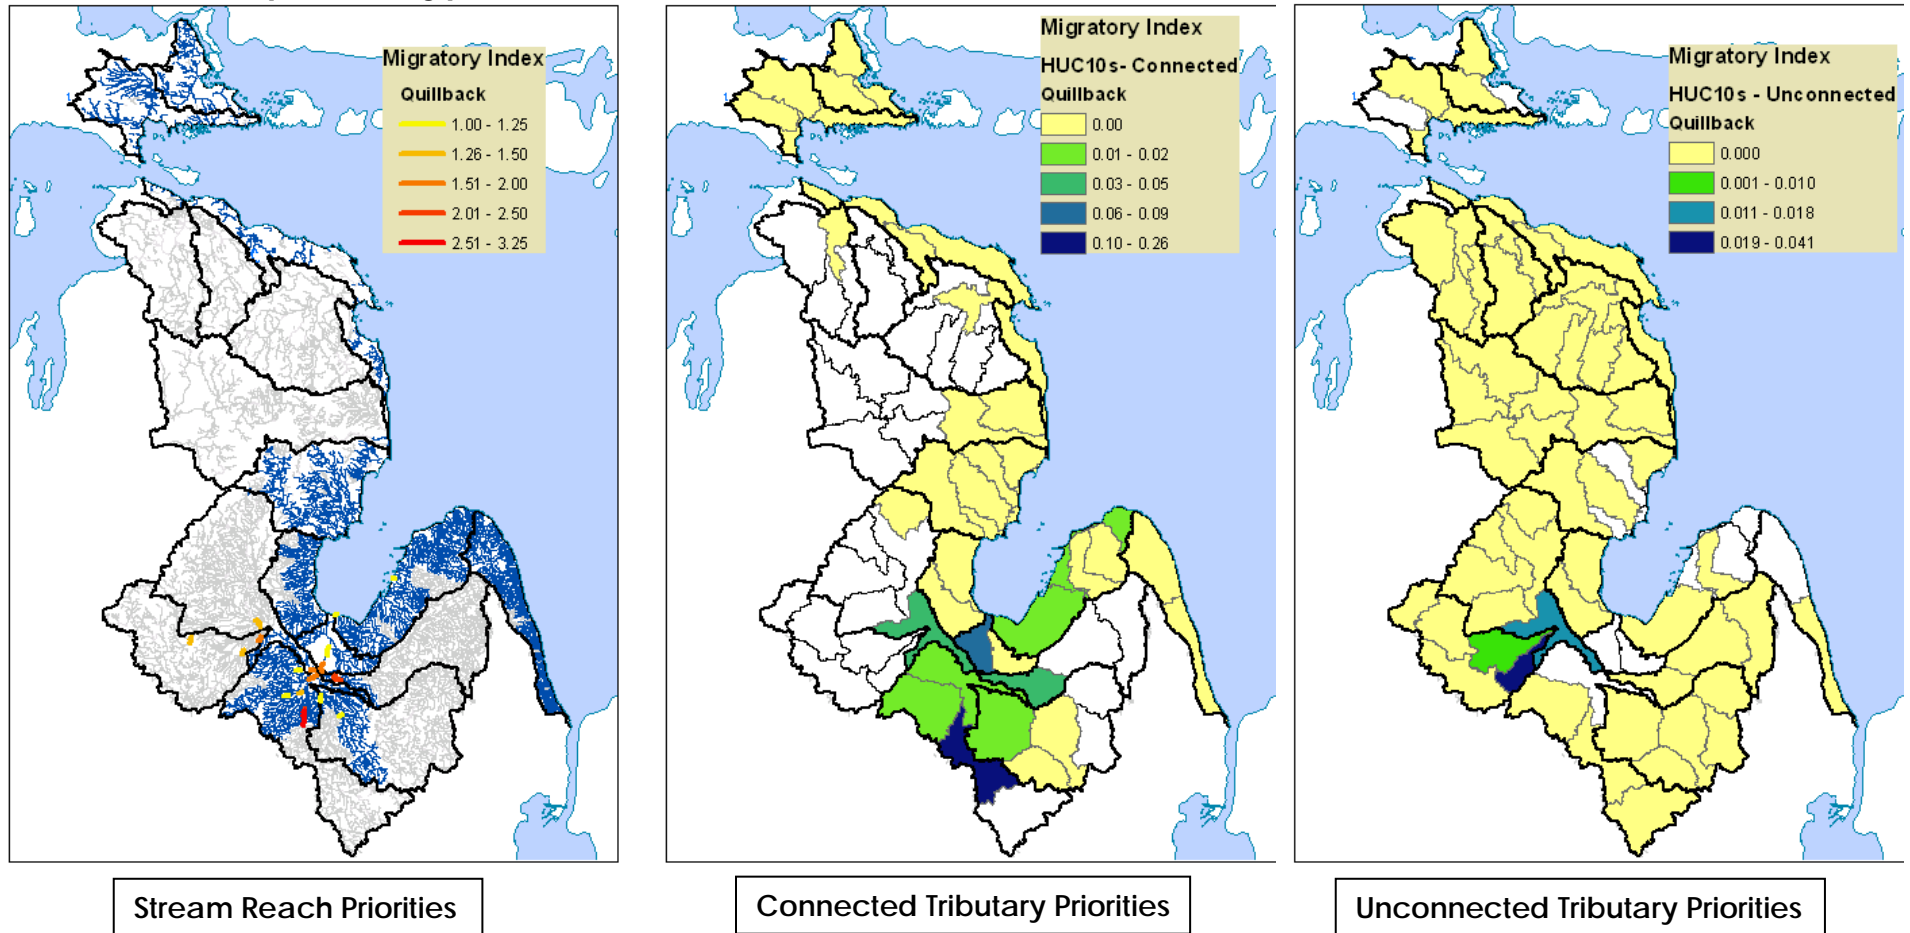 Migratory Index
Quillback
1.00 - 1.25
1.26 - 1.50
1.51 - 2.00
2.01 - 2.50
2.51 - 3.25
Stream Reach Priorities
Migratory Index
HUC10s- Connected
Quillback
0.00
0.01 - 0.02
0.03 - 0.05
0.06 - 0.09
0.10 - 0.26
Connected Tributary Priorities
Migratory Index
HUC10s - Unconnected
Quillback
0.000
0.001 - 0.010
0.011 - 0.018
0.019 - 0.041
Unconnected Tributary Priorities